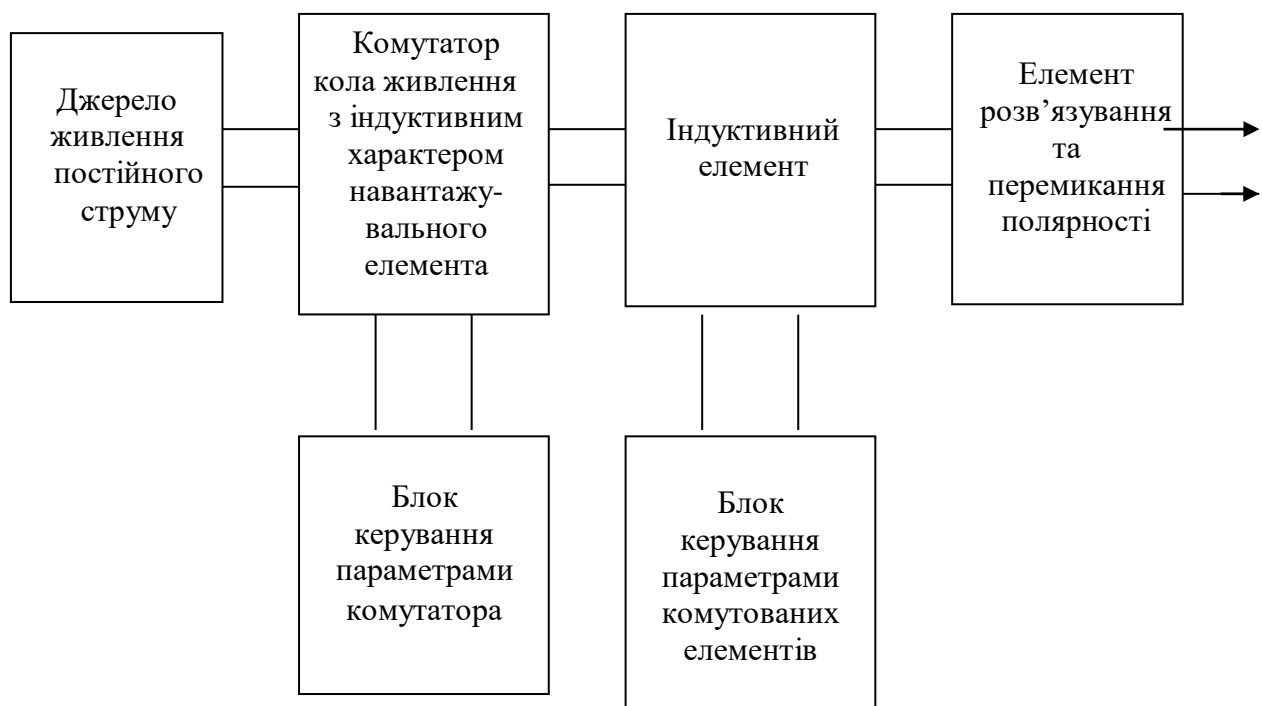 Джерело
живлення
постійного
струму
Комутатор
кола живлення
з індуктивним
характером
навантажу-
вального
елемента
Індуктивний
елемент
Елемент
розв’язування
та
перемикання
полярності
Блок
керування
параметрами
комутатора
Блок
керування
параметрами
комутованих
елементів